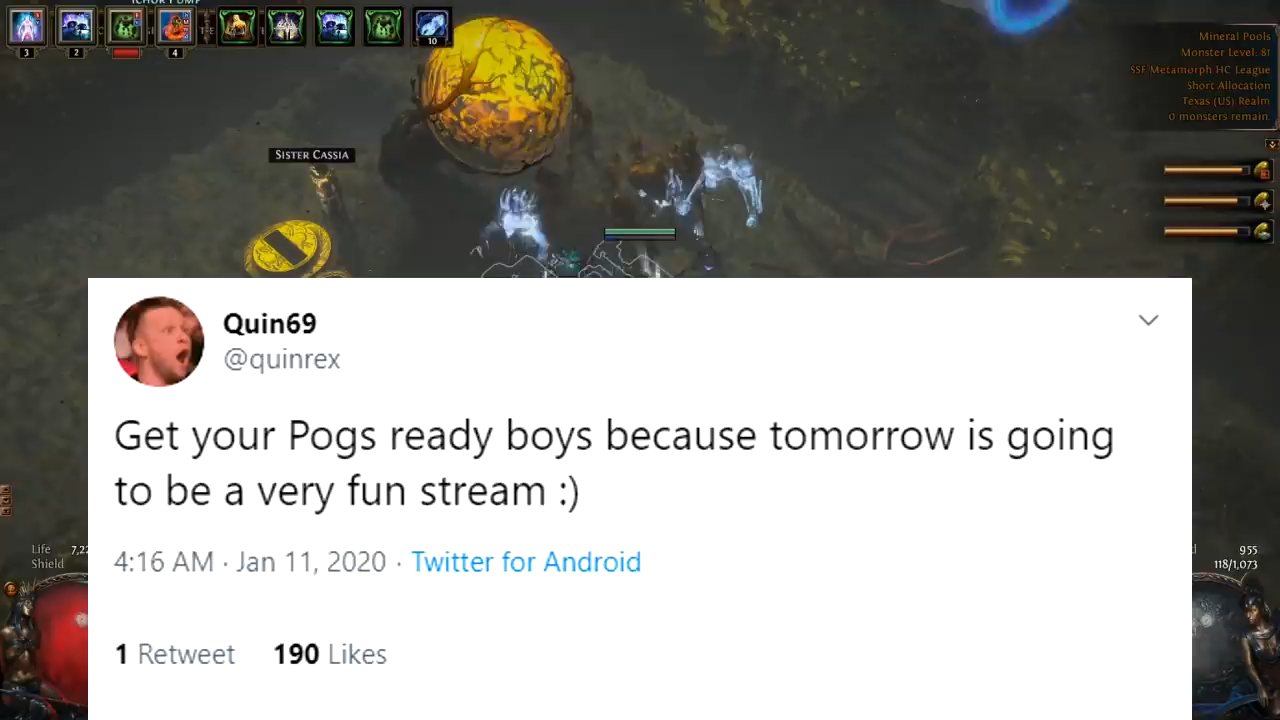 ICHOR PUMP
3
2
4
10
Mineral Pools
Monster Level: 81
SSF Metamorph HC League
Short Allocation
Texas (US) Realm
0 monsters remain.
SISTER CASSIA
Quin69
@quinrex
Get your Pogs ready boys because tomorrow is going
to be a very fun stream :)
4:16 AM · Jan 11, 2020 · Twitter for Android
1 Retweet 190 Likes
Life 7,22
Shield
955
118/1,073